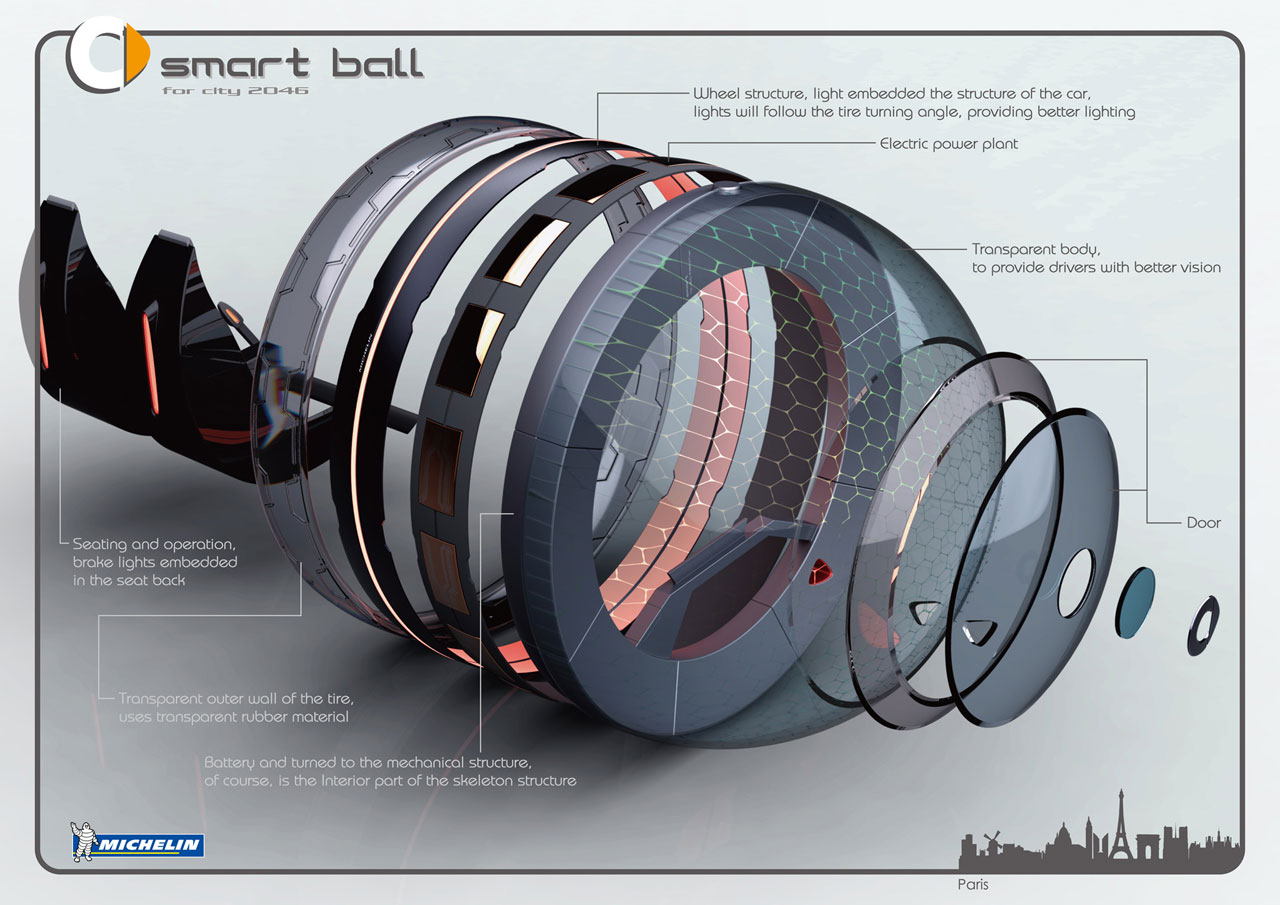 smart ball
for city 2046
Wheel structure, light embedded the structure of the car,
lights will follow the tire turning angle, providing better lighting
Electric power plant
Transparent body,
to provide drivers with better vision
Door
Seating and operation,
brake lights embedded
in the seat back
Transparent outer wall of the tire,
uses transparent rubber material
Battery and turned to the mechanical structure,
of course, is the Interior part of the skeleton structure
MICHELIN
MICHELIN
Paris